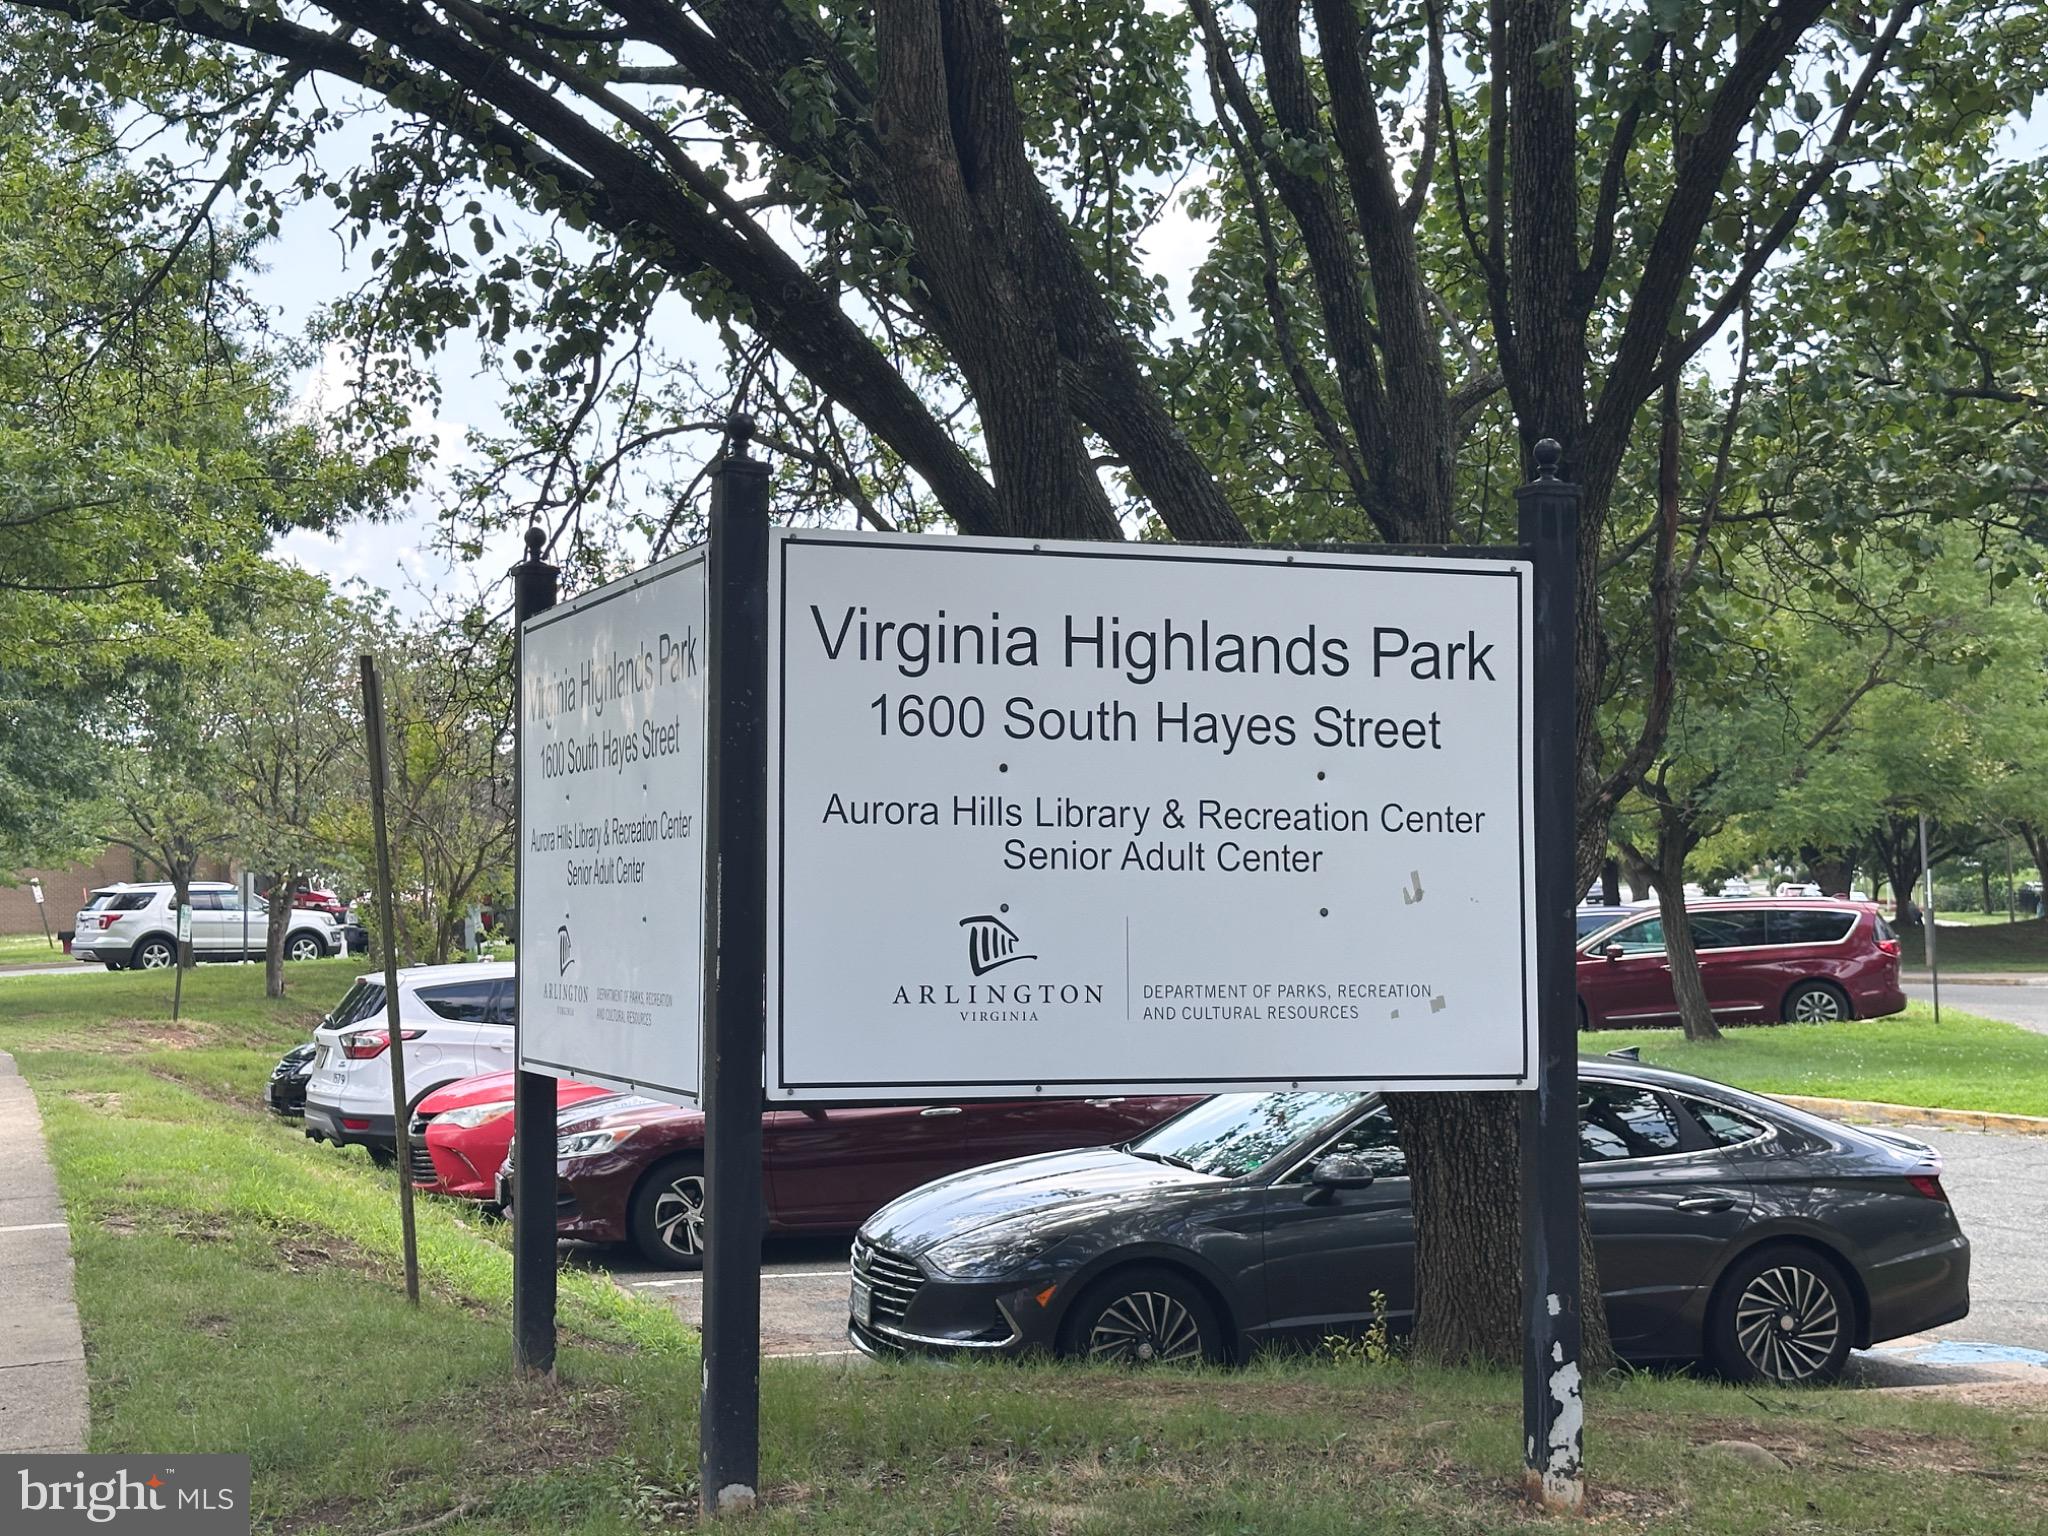 Virginia Highlands Park
1600 South Hayes Street
Aurora Hills Library & Recreation Center
Senior Adult Center
ARLINGTON
VIRGINIA
DEPARTMENT OF PARKS, RECREATION
AND CULTURAL RESOURCES
Virginia Highlands Park
1600 South Hayes Street
Aurora Hills Library & Recreation Center
Senior Adult Center
ARLINGTON
VIRGINIA
DEPARTMENT OF PARKS, RECREATION
AND CULTURAL RESOURCES
bright™ MLS